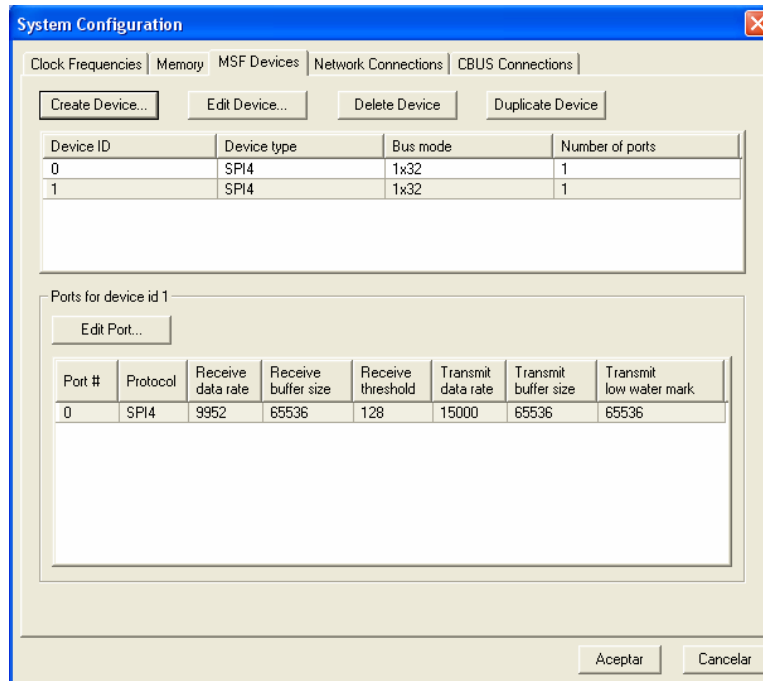 System Configuration
Clock Frequencies Memory MSF Devices Network Connections CBUS Connections
Create Device... Edit Device... Delete Device Duplicate Device
Device ID Device type Bus mode Number of ports
0 SPI4 1x32 1
1 SPI4 1x32 1
Ports for device id 1
Edit Port...
Port # Protocol Receive data rate Receive buffer size Receive threshold Transmit data rate Transmit buffer size Transmit low water mark
0 SPI4 9952 65536 128 15000 65536 65536
Aceptar Cancelar